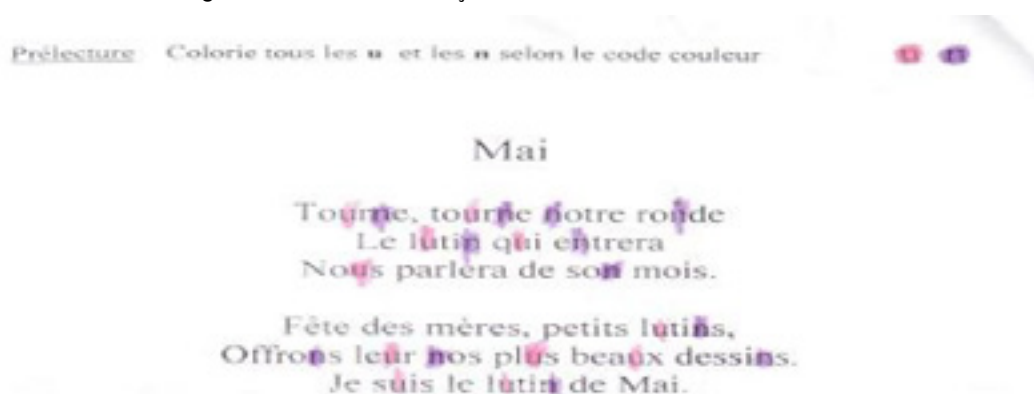 Prélecture Colorie tous les u et les n selon le code couleur u n
Mai
Tourne, tourne notre ronde
Le lutin qui entrera
Nous parlera de son mois.
Fête des mères, petits lutins,
Offrons leur nos plus beaux dessins.
Je suis le lutin de Mai.